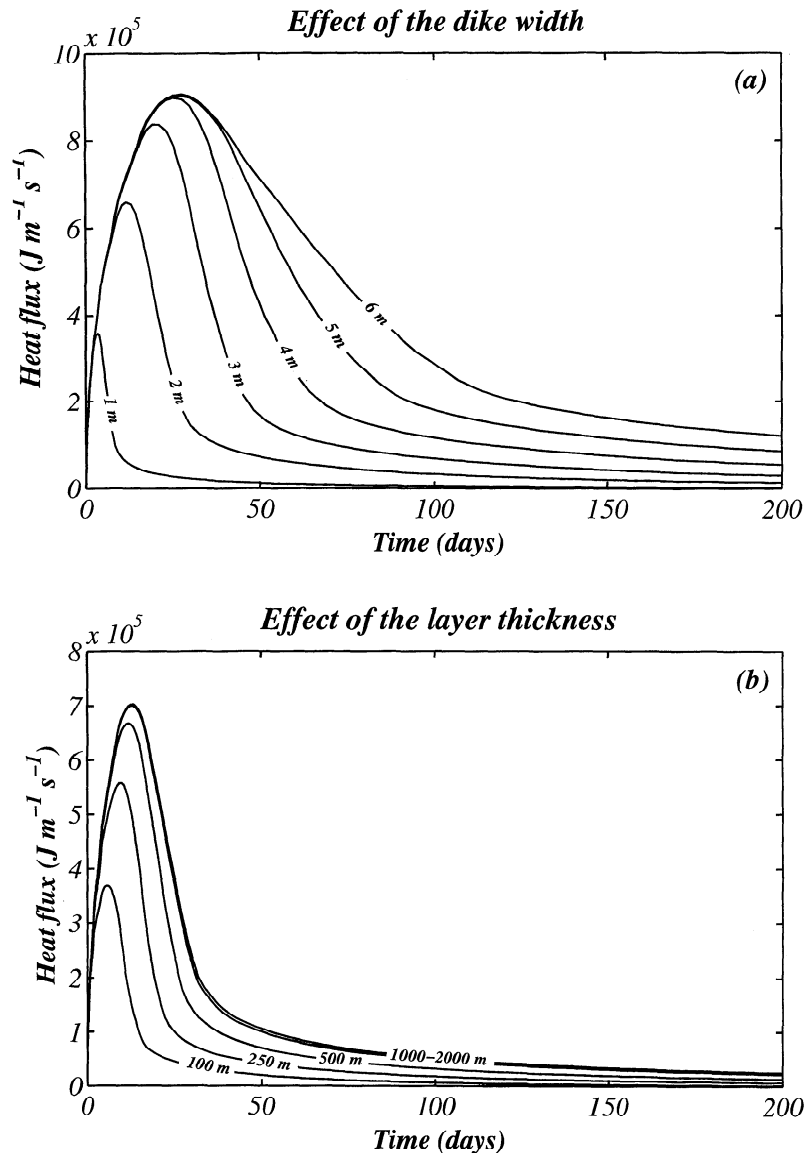 Effect of the dike width
x 10^5
(a)
10
8
6
4
2
0
Heat flux (J m^−1 s^−1)
1 m
2 m
3 m
4 m
5 m
6 m
0 50 100 150 200
Time (days)
Effect of the layer thickness
x 10^5
(b)
8
7
6
5
4
3
2
1
0
Heat flux (J m^−1 s^−1)
100 m
250 m
500 m
1000−2000 m
0 50 100 150 200
Time (days)